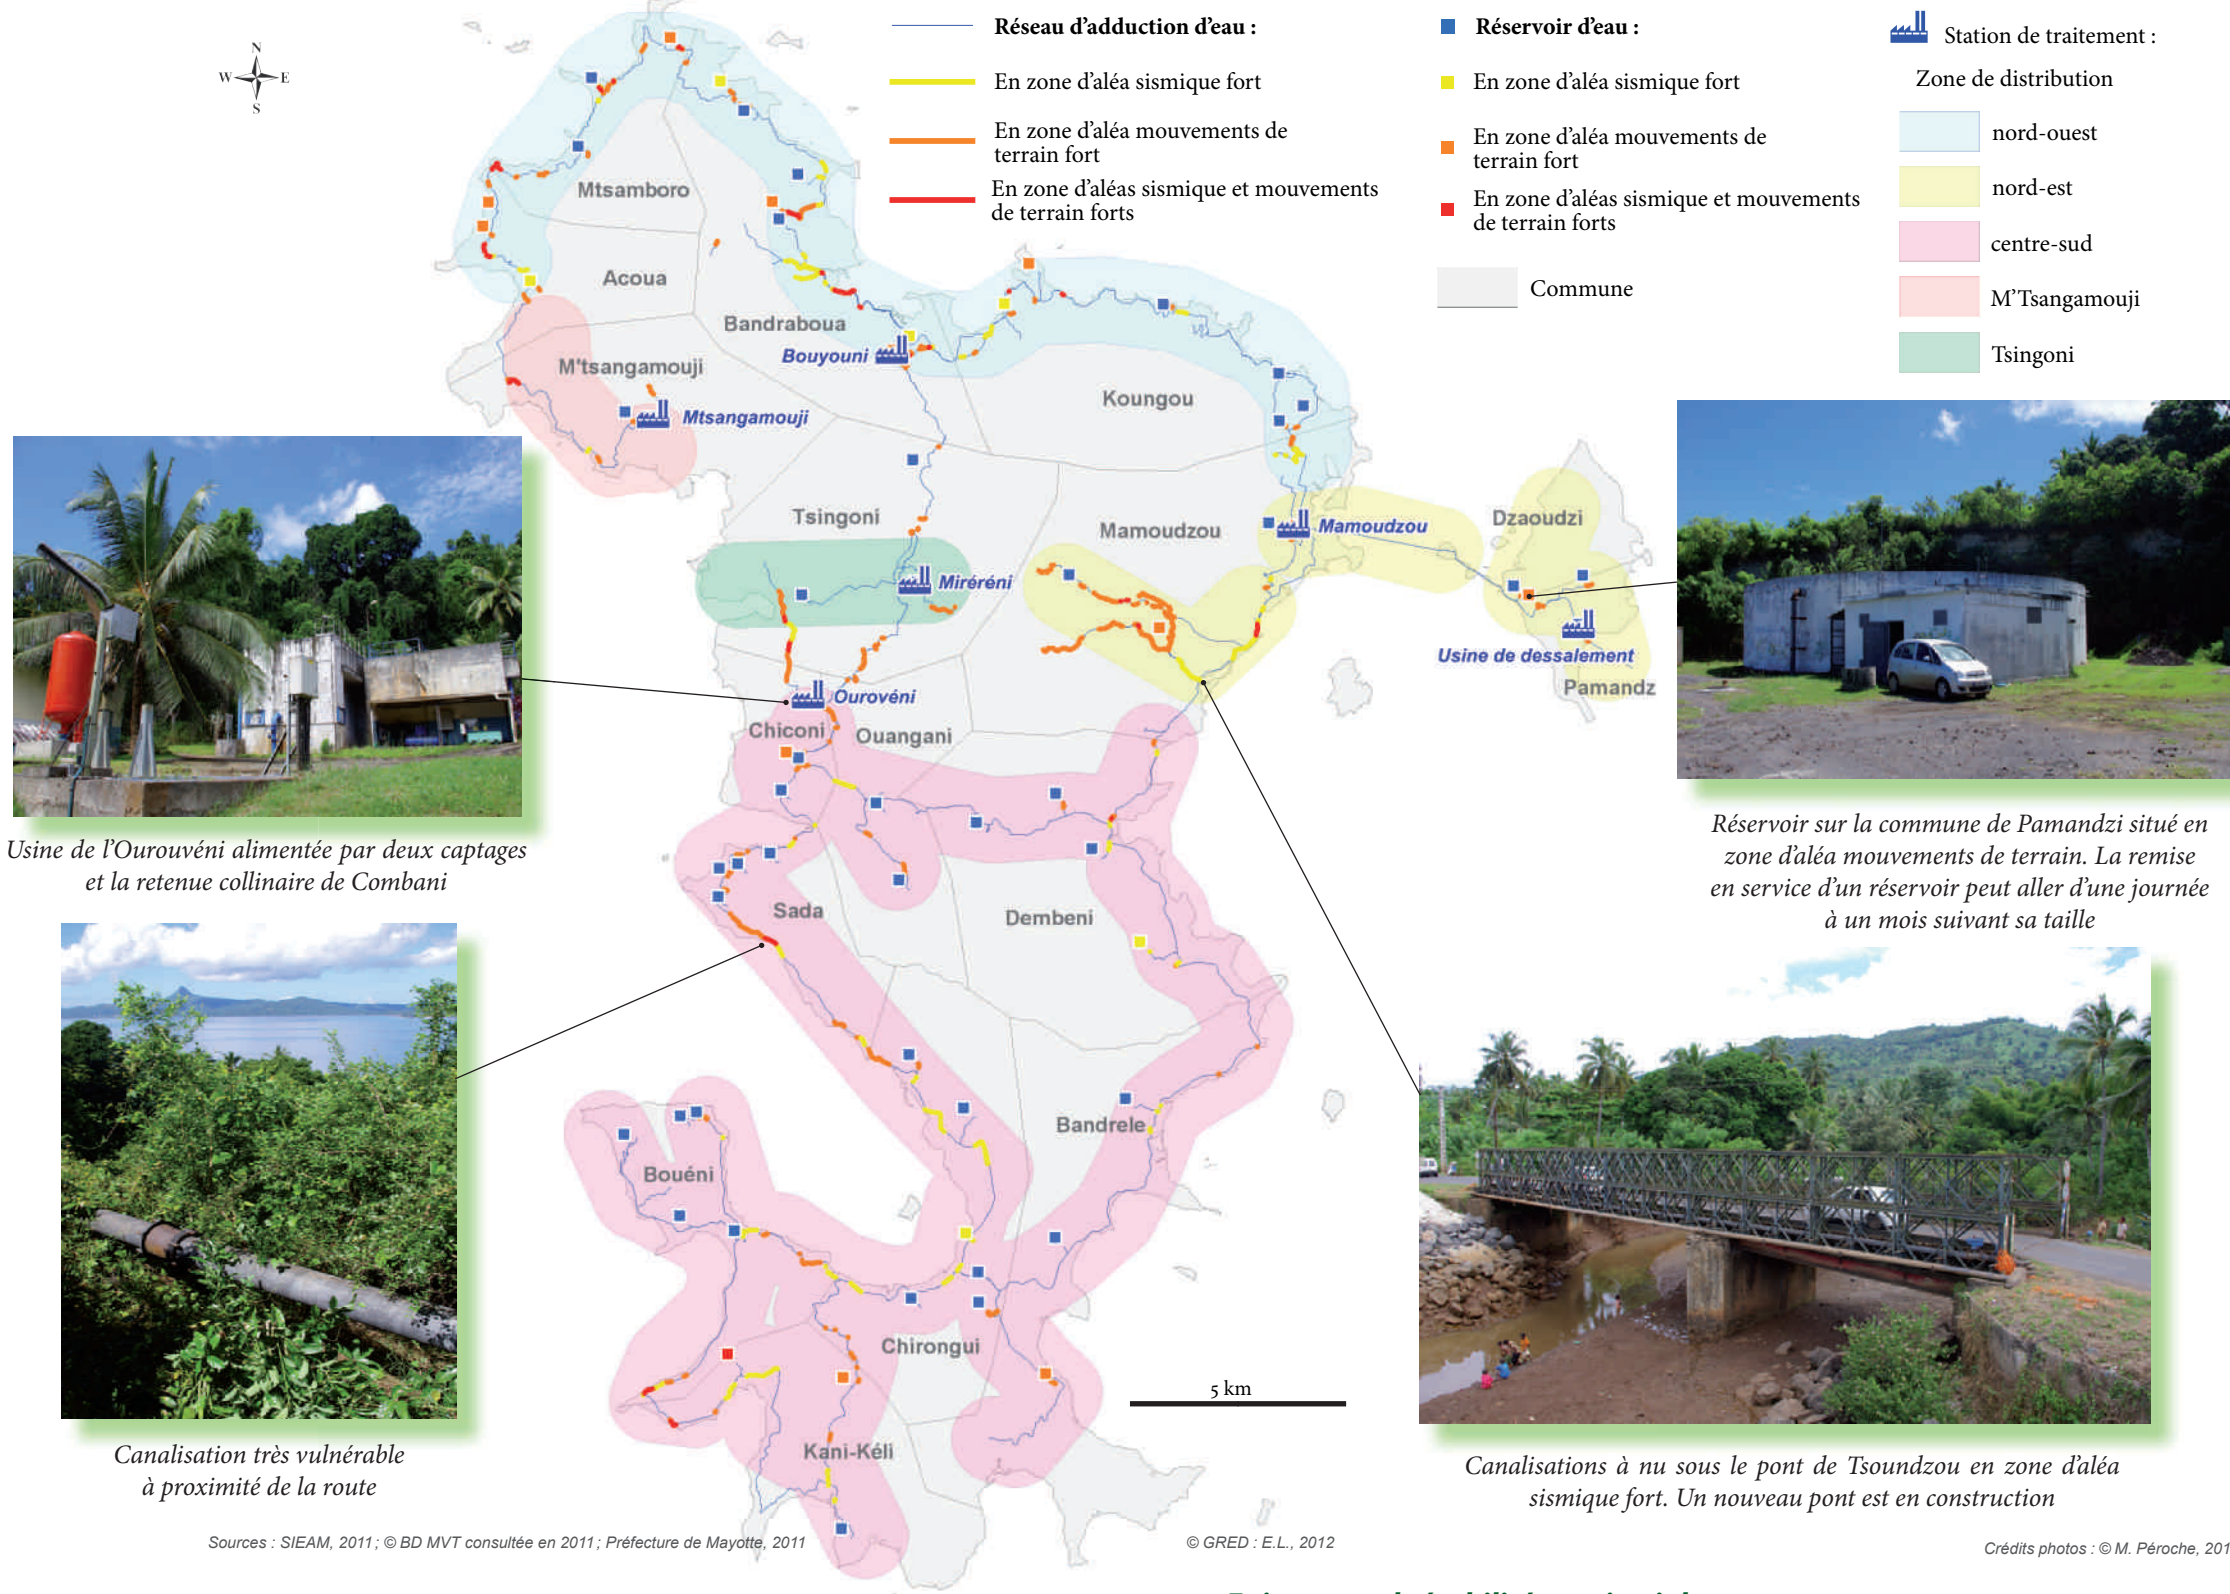 N
W E
S
Réseau d'adduction d'eau :
En zone d'aléa sismique fort
En zone d'aléa mouvements de
terrain fort
En zone d'aléas sismique et mouvements
de terrain forts
Réservoir d'eau :
En zone d'aléa sismique fort
En zone d'aléa mouvements de
terrain fort
En zone d'aléas sismique et mouvements
de terrain forts
Commune
Station de traitement :
Zone de distribution
nord-ouest
nord-est
centre-sud
M'Tsangamouji
Tsingoni
Mtsamboro
Acoua
Bandraboua
Bouyouni
M'tsangamouji
Mtsangamouji
Koungou
Tsingoni
Mamoudzou
Mamoudzou
Dzaoudzi
Miréréni
Usine de dessalement
Pamandz
Ourovéni
Chiconi
Ouangani
Sada
Dembeni
Bandrele
Bouéni
Chirongui
Kani-Kéli
5 km
Usine de l'Ourouvéni alimentée par deux captages
et la retenue collinaire de Combani
Réservoir sur la commune de Pamandzi situé en
zone d'aléa mouvements de terrain. La remise
en service d'un réservoir peut aller d'une journée
à un mois suivant sa taille
Canalisation très vulnérable
à proximité de la route
Canalisations à nu sous le pont de Tsoundzou en zone d'aléa
sismique fort. Un nouveau pont est en construction
Sources : SIEAM, 2011 ; © BD MVT consultée en 2011 ; Préfecture de Mayotte, 2011
© GRED : E.L., 2012
Crédits photos : © M. Péroche, 201